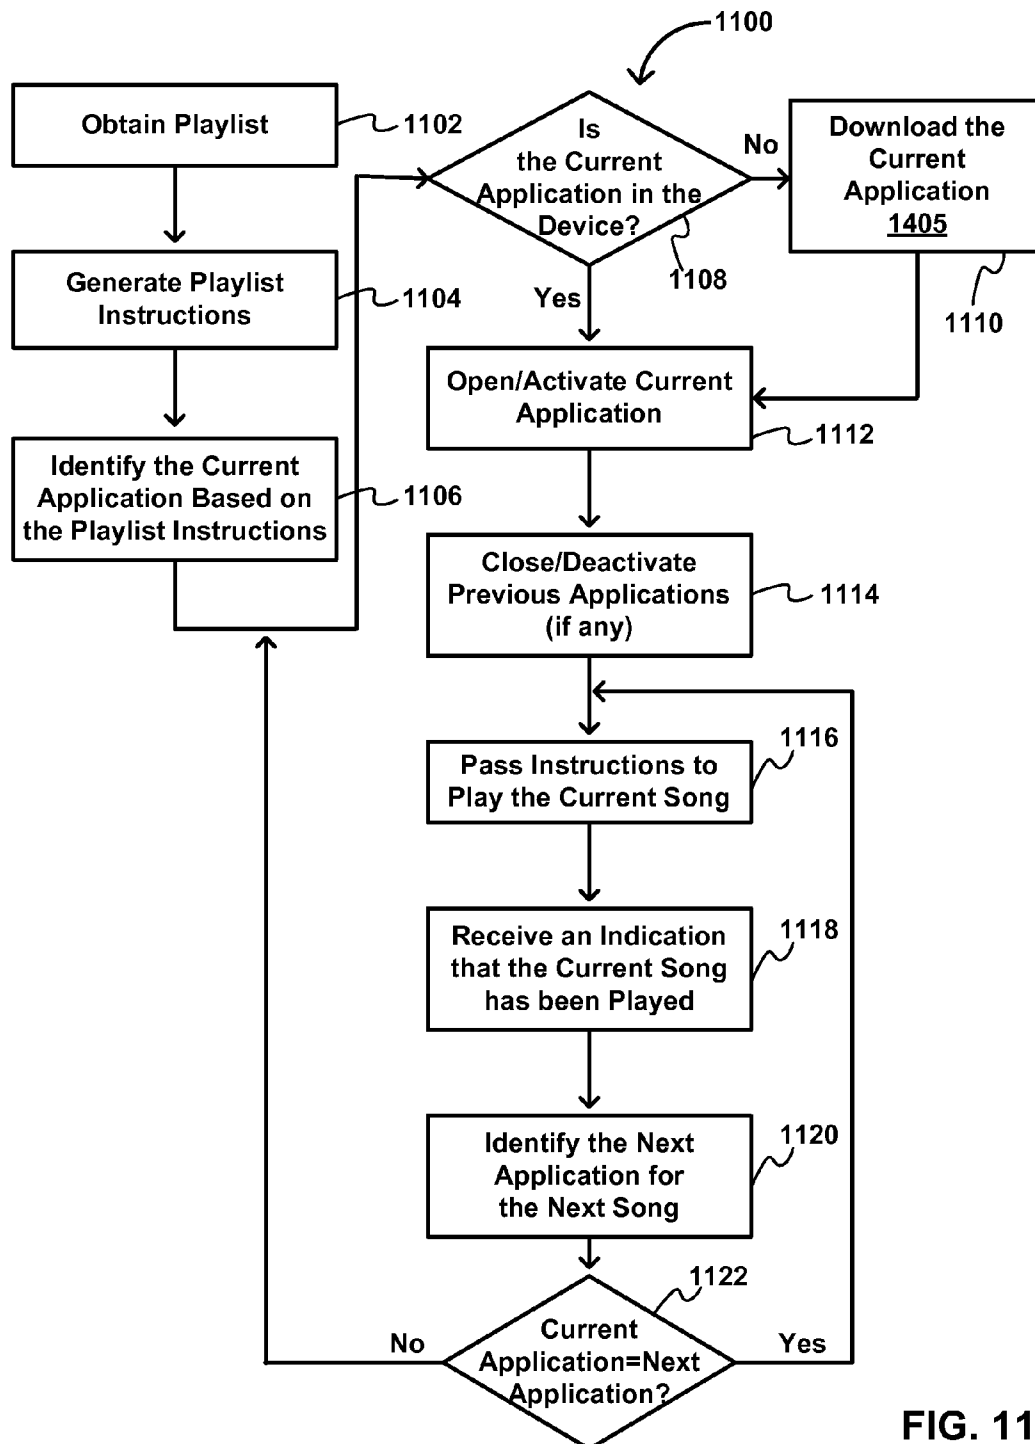 1100
Obtain Playlist
1102
Generate Playlist
Instructions
1104
Identify the Current
Application Based on
the Playlist Instructions
1106
Is
the Current
Application in the
Device?
1108
No
Yes
Download the
Current
Application
1405
1110
Open/Activate Current
Application
1112
Close/Deactivate
Previous Applications
(if any)
1114
Pass Instructions to
Play the Current Song
1116
Receive an Indication
that the Current Song
has been Played
1118
Identify the Next
Application for
the Next Song
1120
Current
Application=Next
Application?
1122
No
Yes
FIG. 11